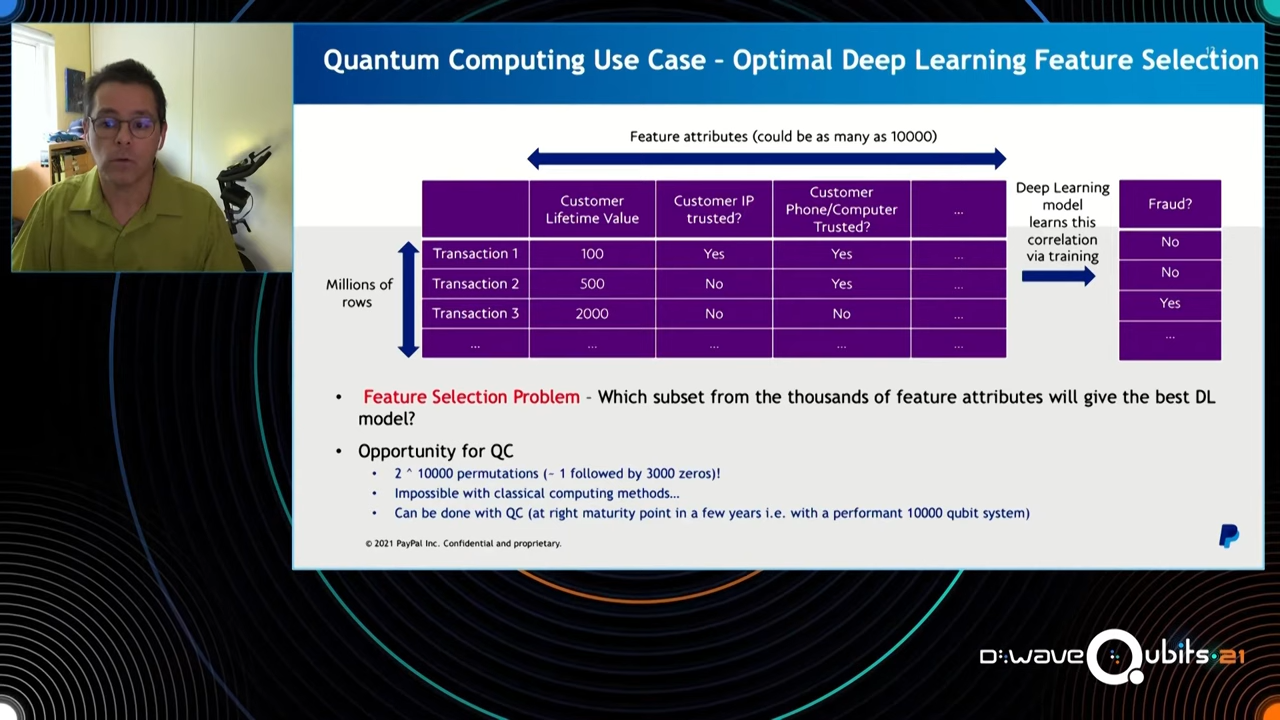 Quantum Computing Use Case - Optimal Deep Learning Feature Selection
12
Feature attributes (could be as many as 10000)
Customer
Lifetime Value
Customer IP
trusted?
Customer
Phone/Computer
Trusted?
...
Deep Learning
model
learns this
correlation
via training
Fraud?
Millions of
rows
Transaction 1 100 Yes Yes ... No
Transaction 2 500 No Yes ... No
Transaction 3 2000 No No ... Yes
... ... ... ... ... ...
• Feature Selection Problem - Which subset from the thousands of feature attributes will give the best DL
model?
• Opportunity for QC
• 2 ^ 10000 permutations (~ 1 followed by 3000 zeros)!
• Impossible with classical computing methods...
• Can be done with QC (at right maturity point in a few years i.e. with a performant 10000 qubit system)
© 2021 PayPal Inc. Confidential and proprietary.
D:wave Qubits·21